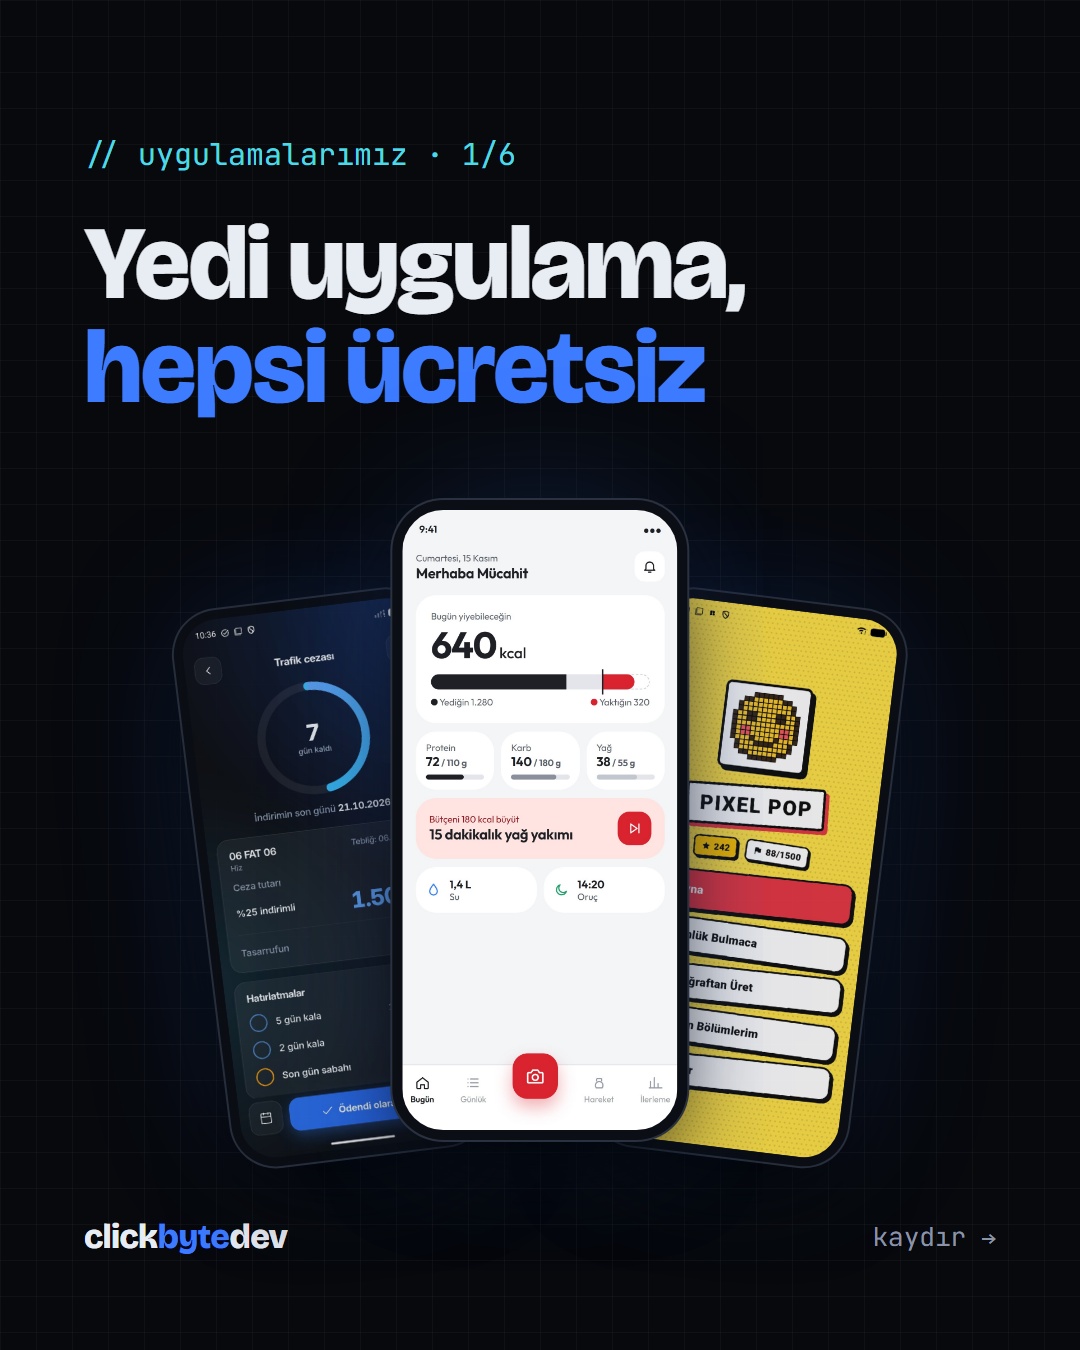 // uygulamalarımız · 1/6
Yedi uygulama,
hepsi ücretsiz
10:36
Trafik cezası
7
gün kaldı
İndirimin son günü 21.10.2026
06 FAT 06
Tebliğ: 06.
Hız
Ceza tutarı
%25 indirimli
Tasarrufun
Hatırlatmalar
5 gün kala
2 gün kala
Son gün sabahı
Ödendi
9:41
Cumartesi, 15 Kasım
Merhaba Mücahit
Bugün yiyebileceğin
640 kcal
Yediğin 1.280
Yaktığın 320
Protein
72 / 110 g
Karb
140 / 180 g
Yağ
38 / 55 g
Bütçeni 180 kcal büyüt
15 dakikalık yağ yakımı
1,4 L
Su
14:20
Oruç
Bugün
Günlük
Hareket
İlerleme
PIXEL POP
242
88/1500
Bulmaca
Üret
Bölümlerim
clickbytedev
kaydır →